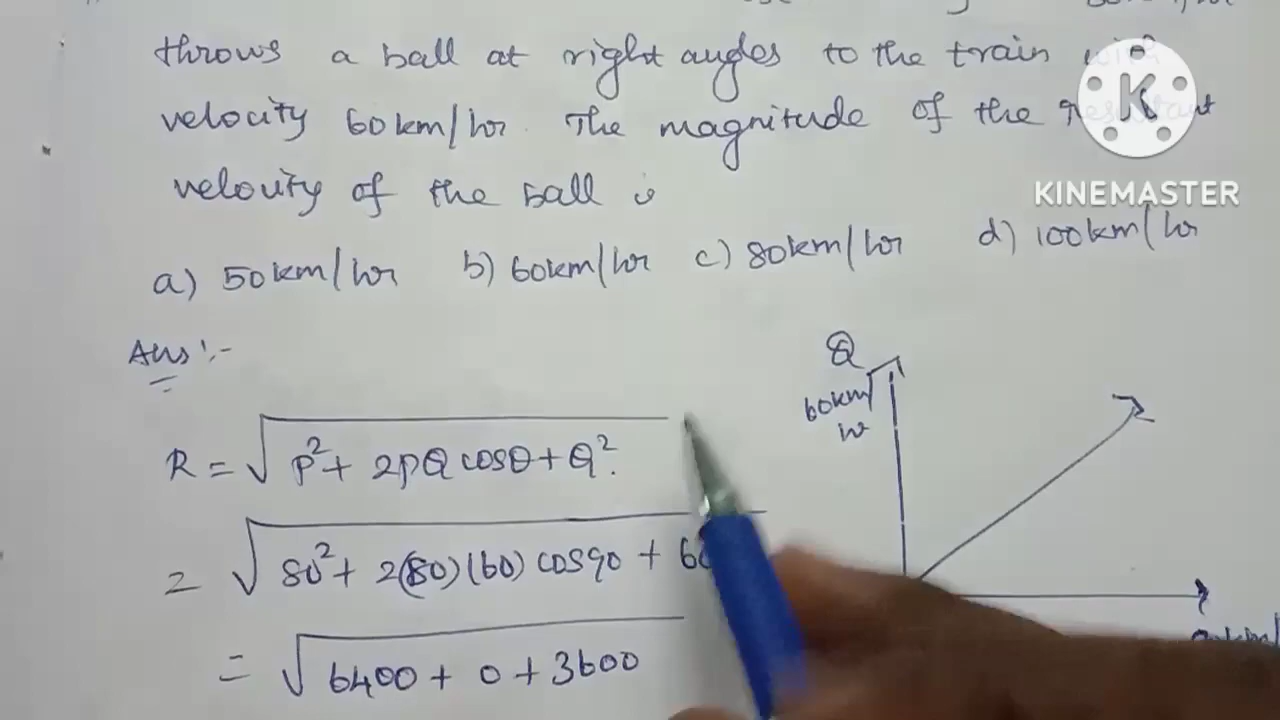 throws a ball at right angles to the train
velocity 60km/hr. The magnitude of the
velocity of the ball is
a) 50km/hr b) 60km/hr c) 80km/hr d) 100km/hr
Ans :-
R = √P² + 2PQ cosθ + Q².
= √80² + 2(80)(60) cos90 + 60
= √6400 + 0 + 3600
Q
60km/
hr
K
KINEMASTER